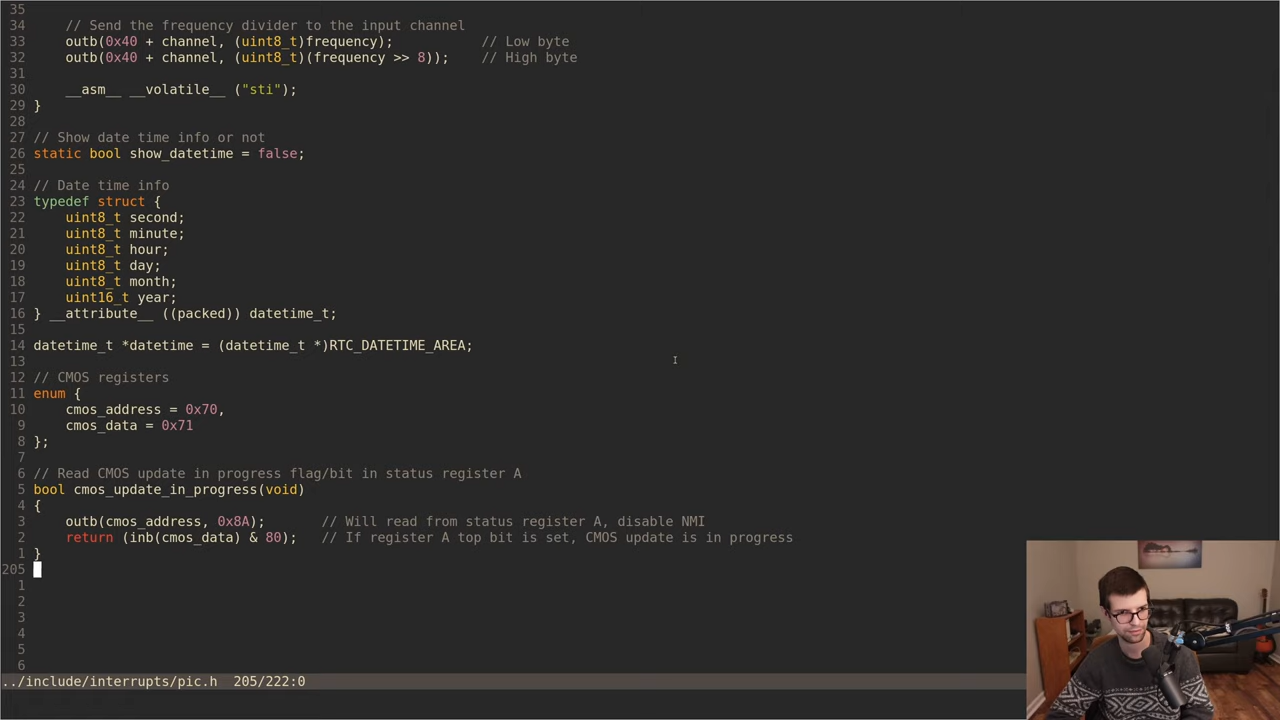 35
34 // Send the frequency divider to the input channel
33 outb(0x40 + channel, (uint8_t)frequency); // Low byte
32 outb(0x40 + channel, (uint8_t)(frequency >> 8)); // High byte
31
30 __asm__ __volatile__ ("sti");
29 }
28
27 // Show date time info or not
26 static bool show_datetime = false;
25
24 // Date time info
23 typedef struct {
22 uint8_t second;
21 uint8_t minute;
20 uint8_t hour;
19 uint8_t day;
18 uint8_t month;
17 uint16_t year;
16 } __attribute__ ((packed)) datetime_t;
15
14 datetime_t *datetime = (datetime_t *)RTC_DATETIME_AREA;
13
12 // CMOS registers
11 enum {
10 cmos_address = 0x70,
9 cmos_data = 0x71
8 };
7
6 // Read CMOS update in progress flag/bit in status register A
5 bool cmos_update_in_progress(void)
4 {
3 outb(cmos_address, 0x8A); // Will read from status register A, disable NMI
2 return (inb(cmos_data) & 80); // If register A top bit is set, CMOS update is in progress
1 }
205
1
2
3
4
5
6
../include/interrupts/pic.h 205/222:0